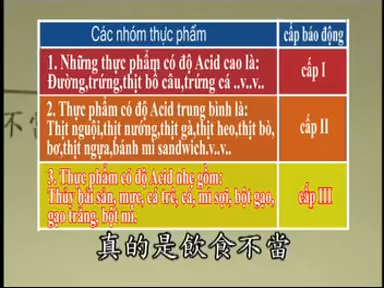 Các nhóm thực phẩm
cấp báo động
1. Những thực phẩm có độ Acid cao là:
Đường,trứng,thịt bồ câu,trứng cá ..v..v..
cấp I
2. Thực phẩm có độ Acid trung bình là:
Thịt nguội,thịt nướng,thịt gà,thịt heo,thịt bò,
bơ,thịt ngựa,bánh mì sandwich.v..v..
cấp II
3. Thực phẩm có độ Acid nhẹ gồm:
Thủy hải sản, mực, cá trê, cá, mì sợi, bột gạo,
gạo trắng, bột mì.
cấp III
不當
真的是飲食不當